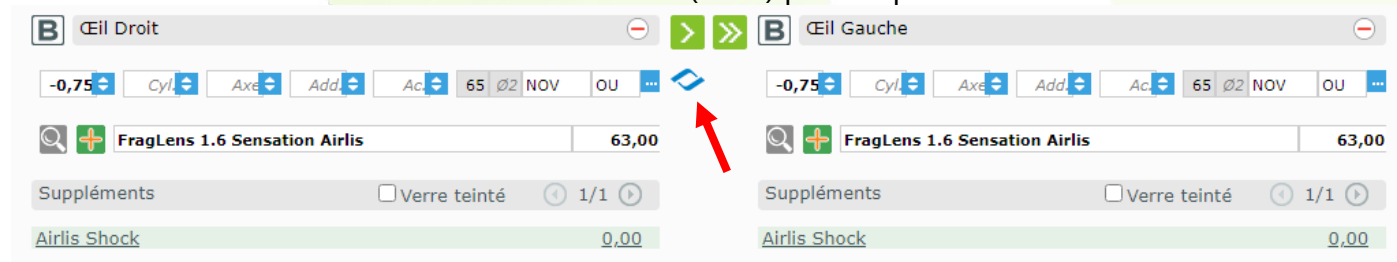 B Œil Droit
-0,75 Cyl. Axe Add. Ac. 65 Ø2 NOV OU ...
FragLens 1.6 Sensation Airlis 63,00
Suppléments Verre teinté 1/1
Airlis Shock 0,00
B Œil Gauche
-0,75 Cyl. Axe Add. Ac. 65 Ø2 NOV OU ...
FragLens 1.6 Sensation Airlis 63,00
Suppléments Verre teinté 1/1
Airlis Shock 0,00